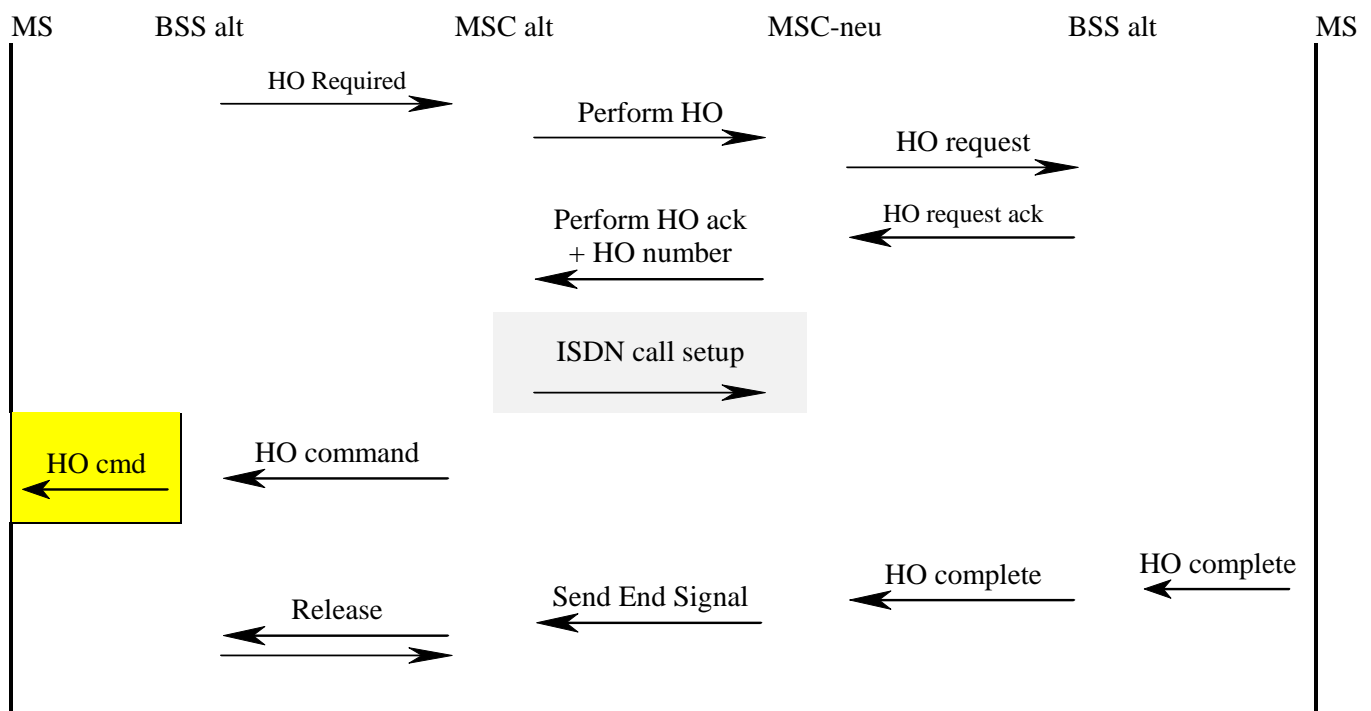 MS BSS alt MSC alt MSC-neu BSS alt MS
HO Required
Perform HO
HO request
HO request ack
Perform HO ack
+ HO number
ISDN call setup
HO command
HO cmd
HO complete
HO complete
Send End Signal
Release